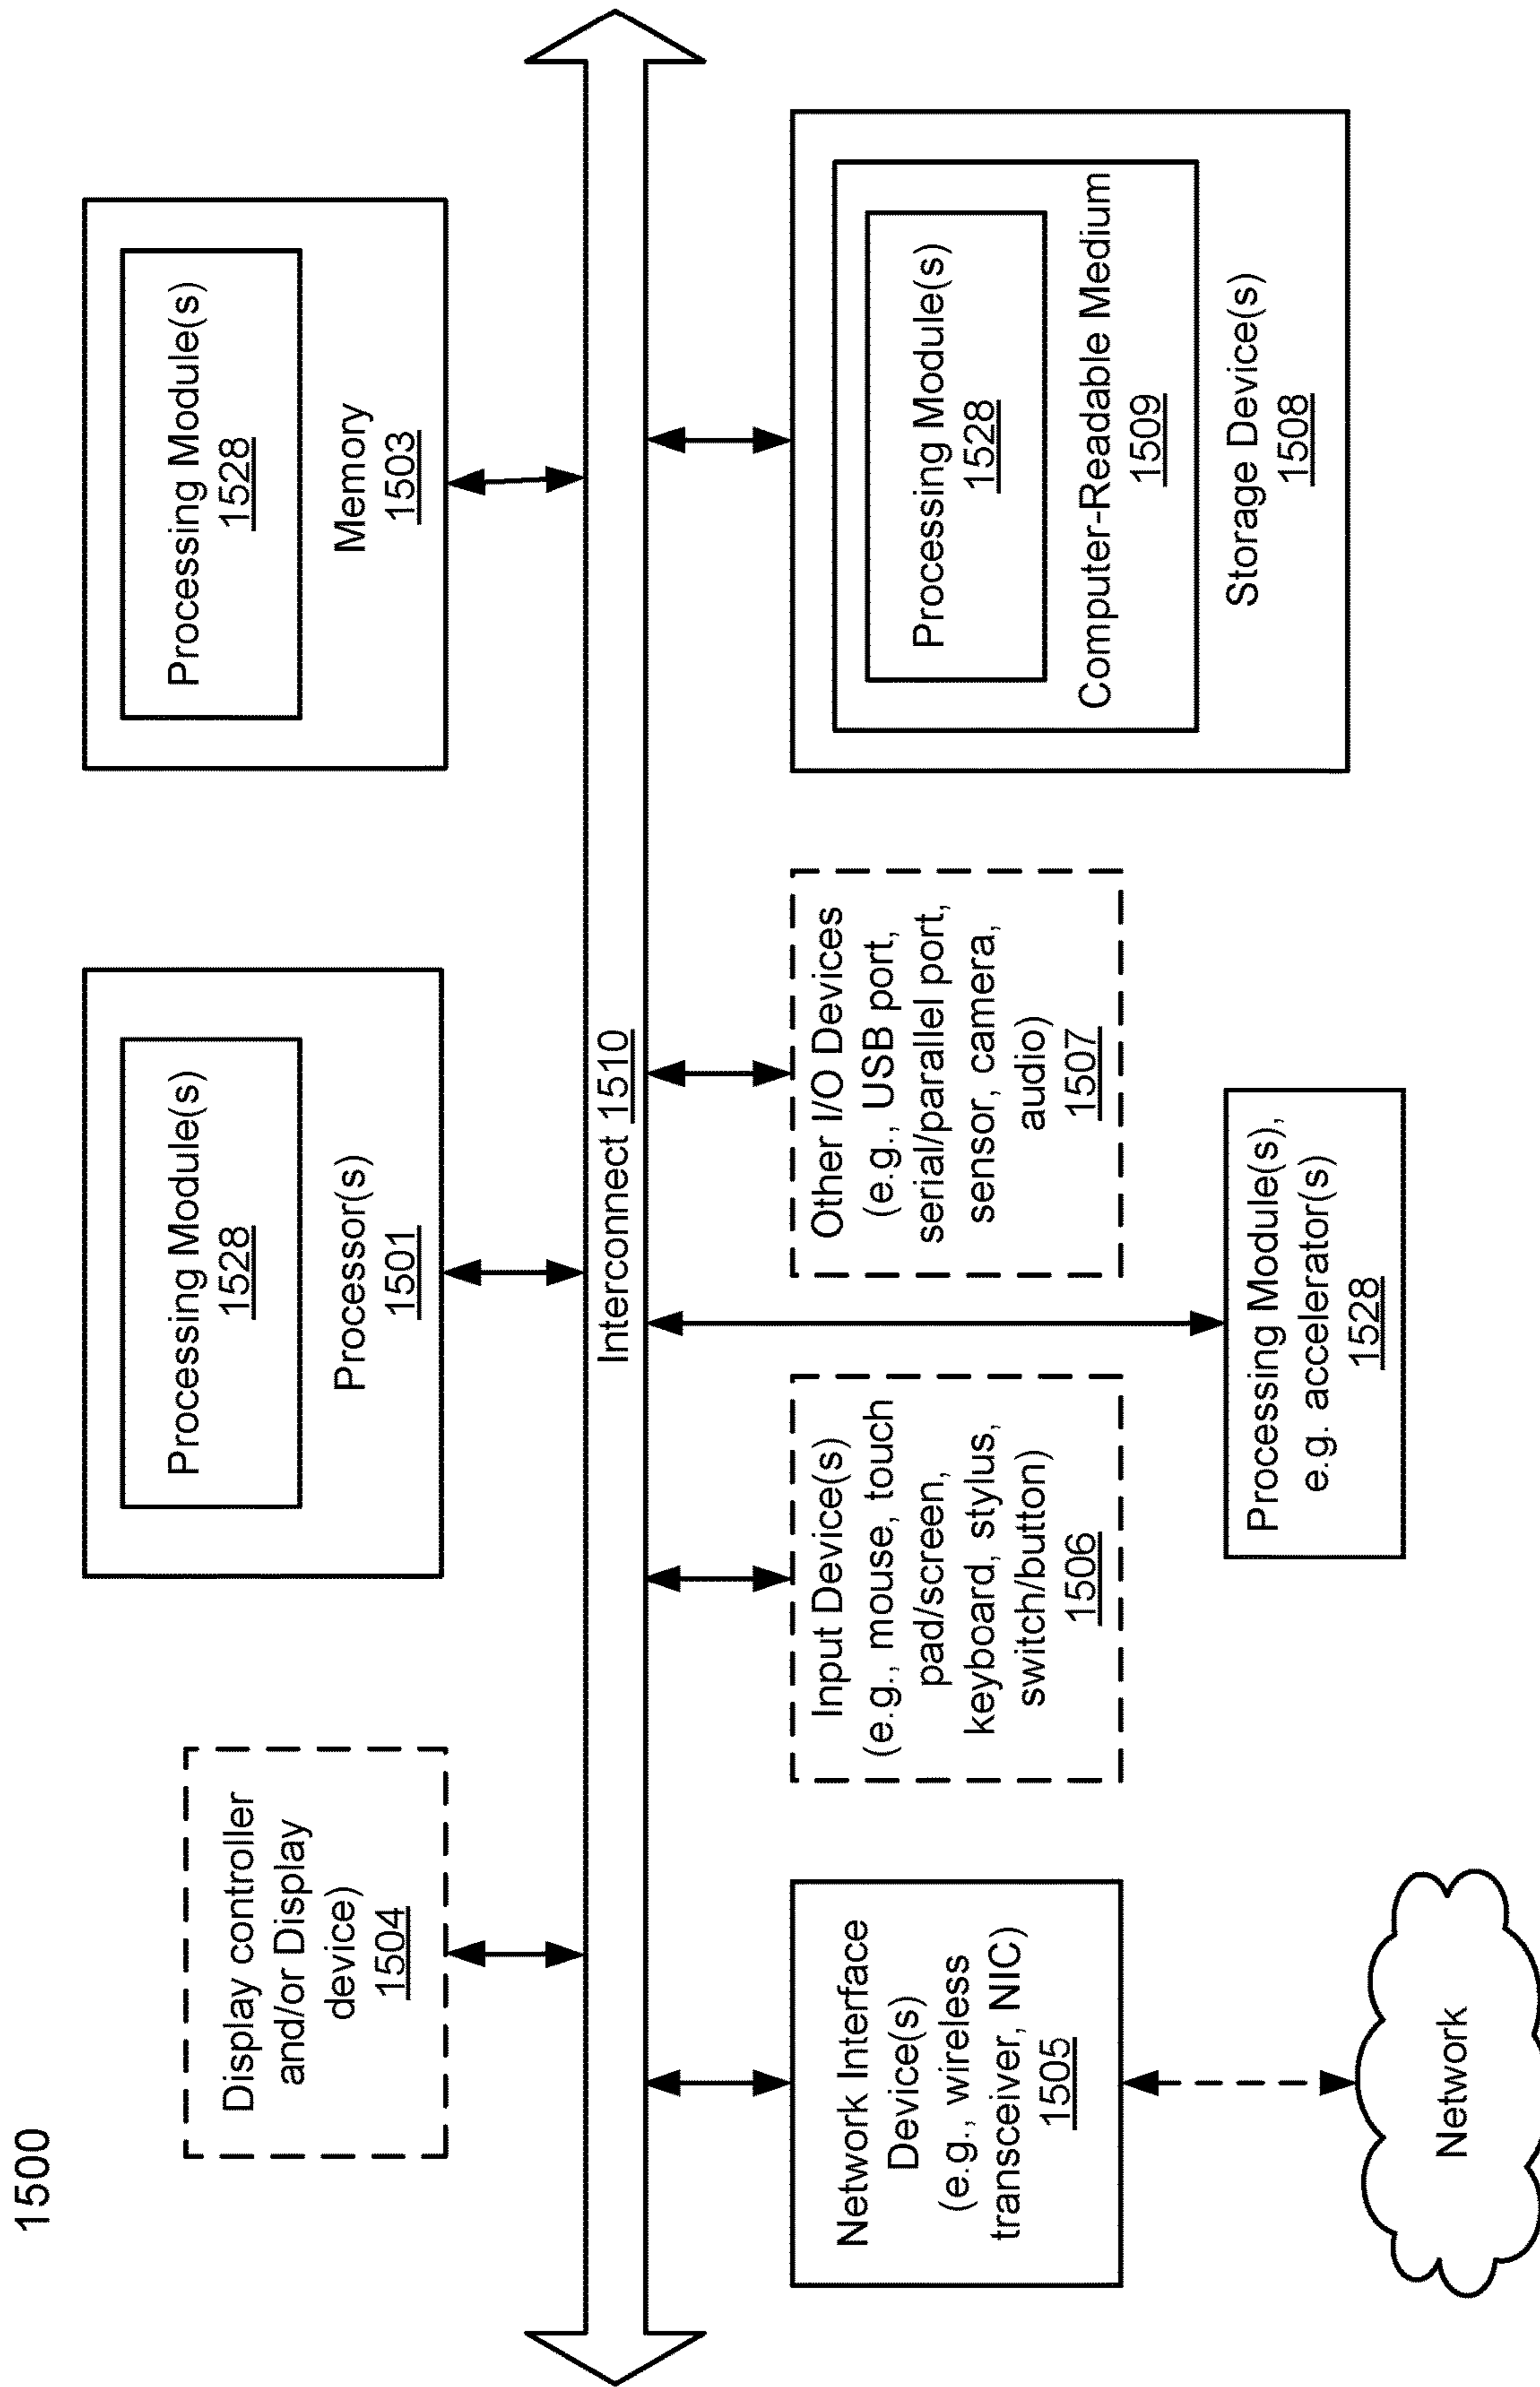 1500
Display controller
and/or Display
device)
1504
Processing Module(s)
1528
Processor(s)
1501
Processing Module(s)
1528
Memory
1503
Interconnect 1510
Network Interface
Device(s)
(e.g., wireless
transceiver, NIC)
1505
Input Device(s)
(e.g., mouse, touch
pad/screen,
keyboard, stylus,
switch/button)
1506
Other I/O Devices
(e.g., USB port,
serial/parallel port,
sensor, camera,
audio)
1507
Processing Module(s)
1528
Computer-Readable Medium
1509
Storage Device(s)
1508
Processing Module(s),
e.g. accelerator(s)
1528
Network